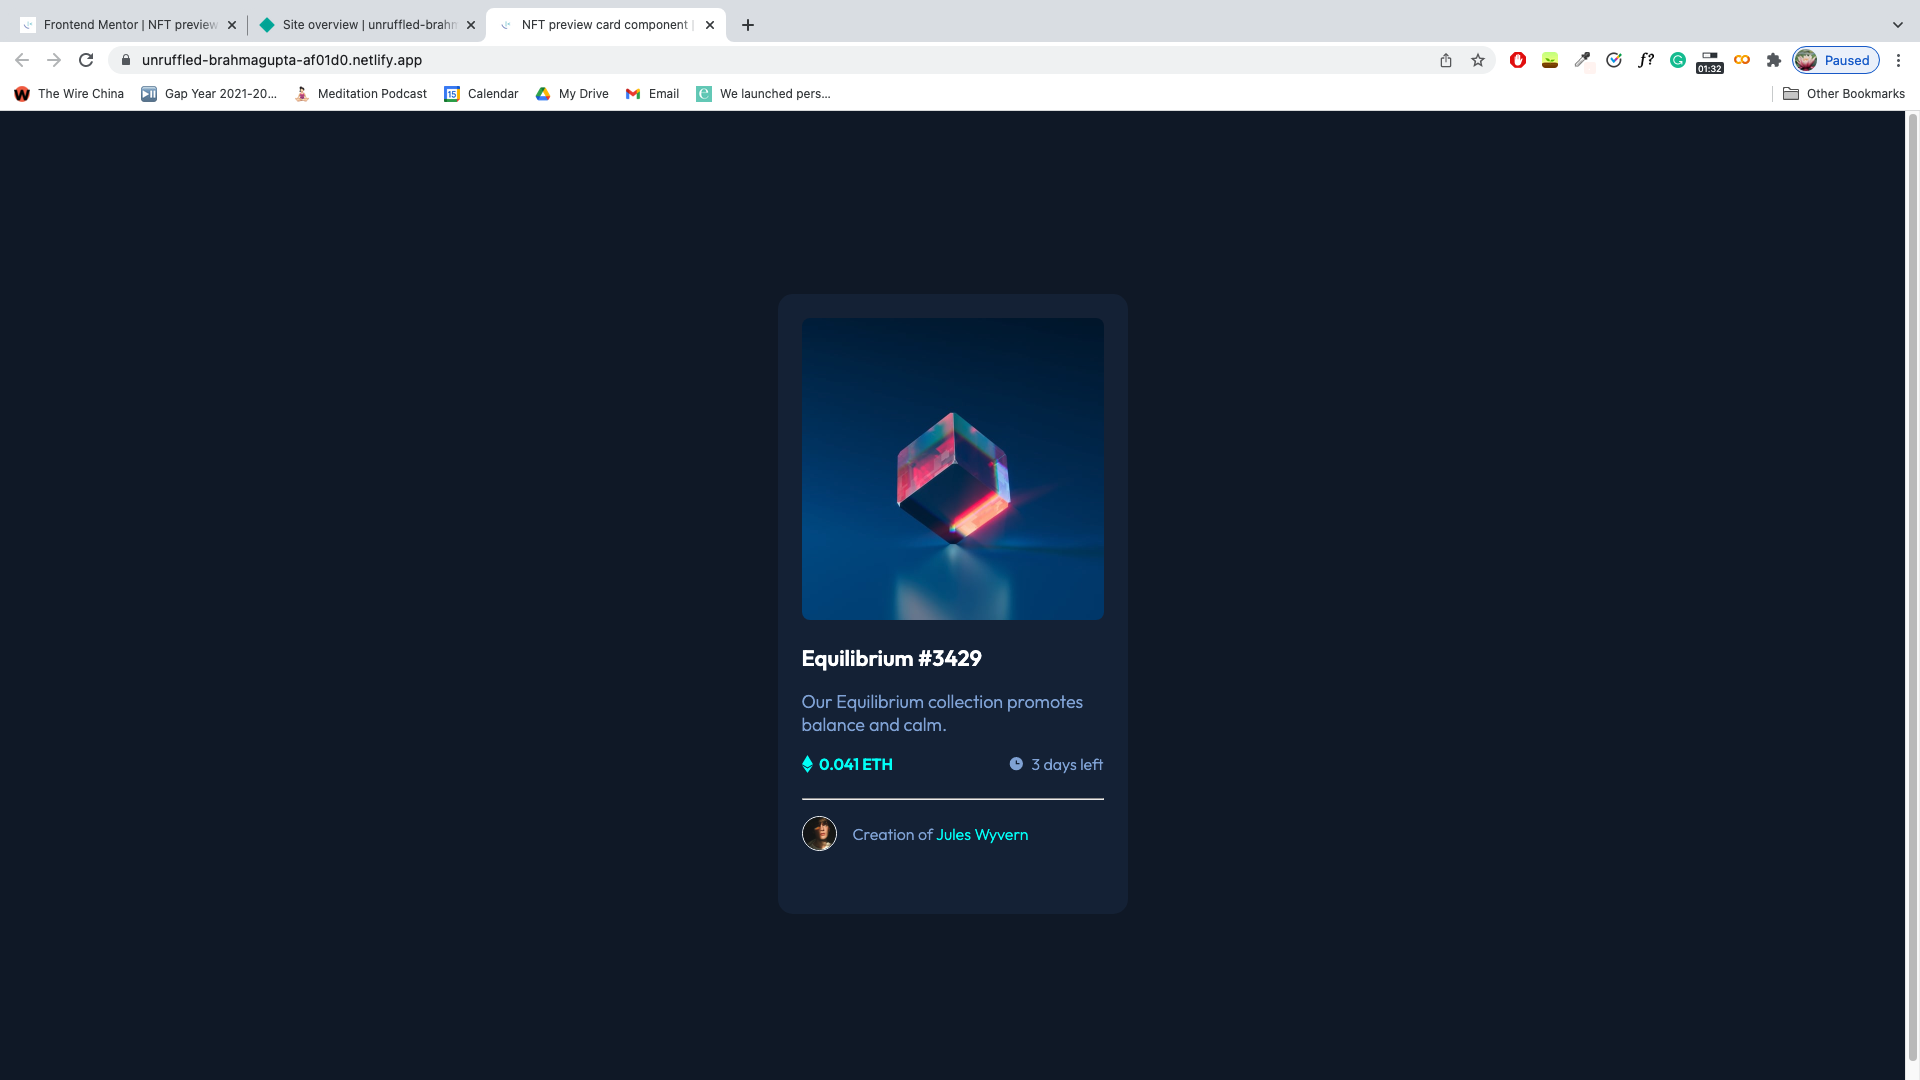 Frontend Mentor | NFT preview
Site overview | unruffled-brahm
NFT preview card component |
unruffled-brahmagupta-af01d0.netlify.app
f?
01:32
Paused
The Wire China
Gap Year 2021-20...
Meditation Podcast
15
Calendar
My Drive
Email
We launched pers...
Other Bookmarks
Equilibrium #3429
Our Equilibrium collection promotes
balance and calm.
0.041 ETH
3 days left
Creation of Jules Wyvern